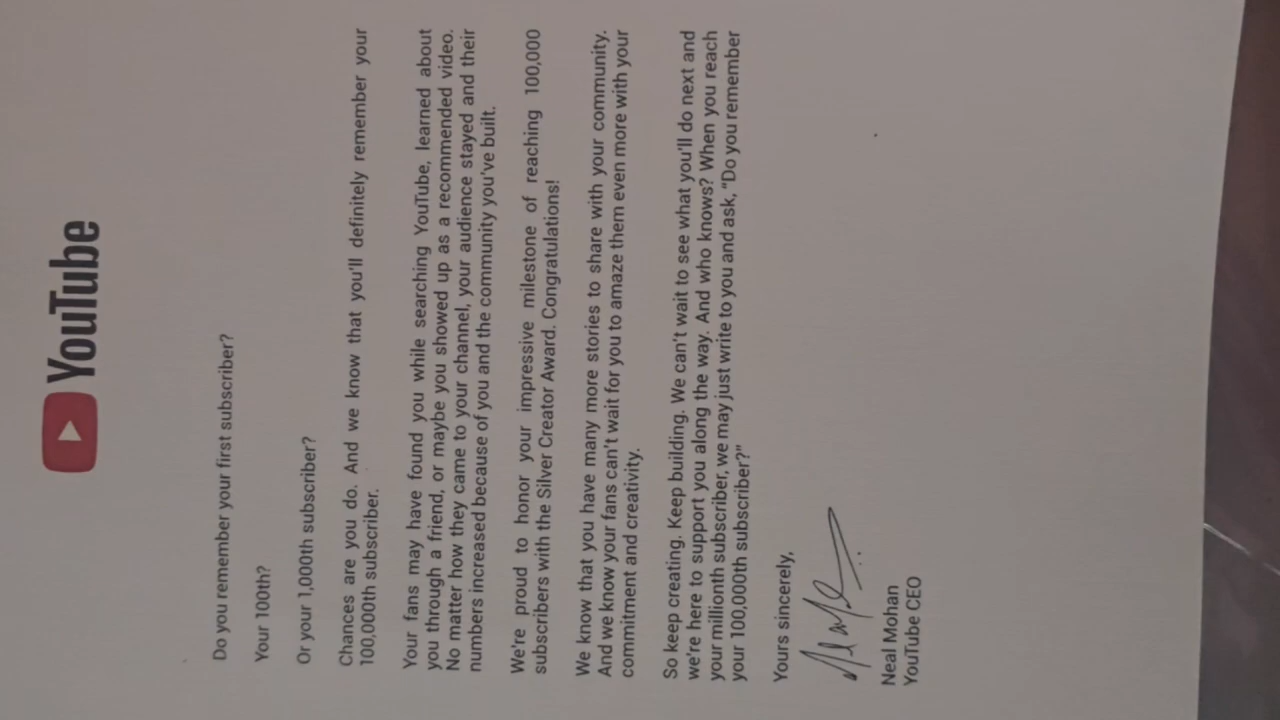 YouTube
Do you remember your first subscriber?
Your 100th?
Or your 1,000th subscriber?
Chances are you do. And we know that you'll definitely remember your
100,000th subscriber.
Your fans may have found you while searching YouTube, learned about
you through a friend, or maybe you showed up as a recommended video.
No matter how they came to your channel, your audience stayed and their
numbers increased because of you and the community you've built.
We're proud to honor your impressive milestone of reaching 100,000
subscribers with the Silver Creator Award. Congratulations!
We know that you have many more stories to share with your community.
And we know your fans can't wait for you to amaze them even more with your
commitment and creativity.
So keep creating. Keep building. We can't wait to see what you'll do next and
we're here to support you along the way. And who knows? When you reach
your millionth subscriber, we may just write to you and ask, "Do you remember
your 100,000th subscriber?"
Yours sincerely,
Neal Mohan
YouTube CEO